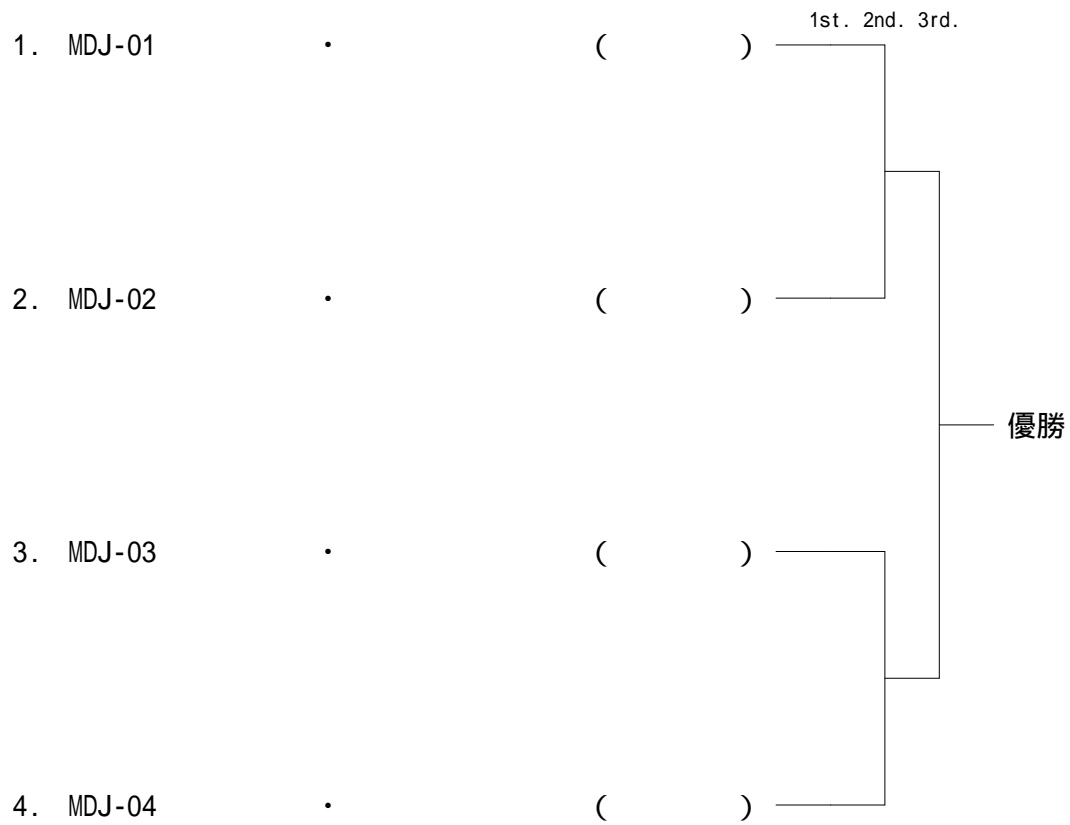 1st. 2nd. 3rd.
1. MDJ-01 ・ ( )
2. MDJ-02 ・ ( )
優勝
3. MDJ-03 ・ ( )
4. MDJ-04 ・ ( )